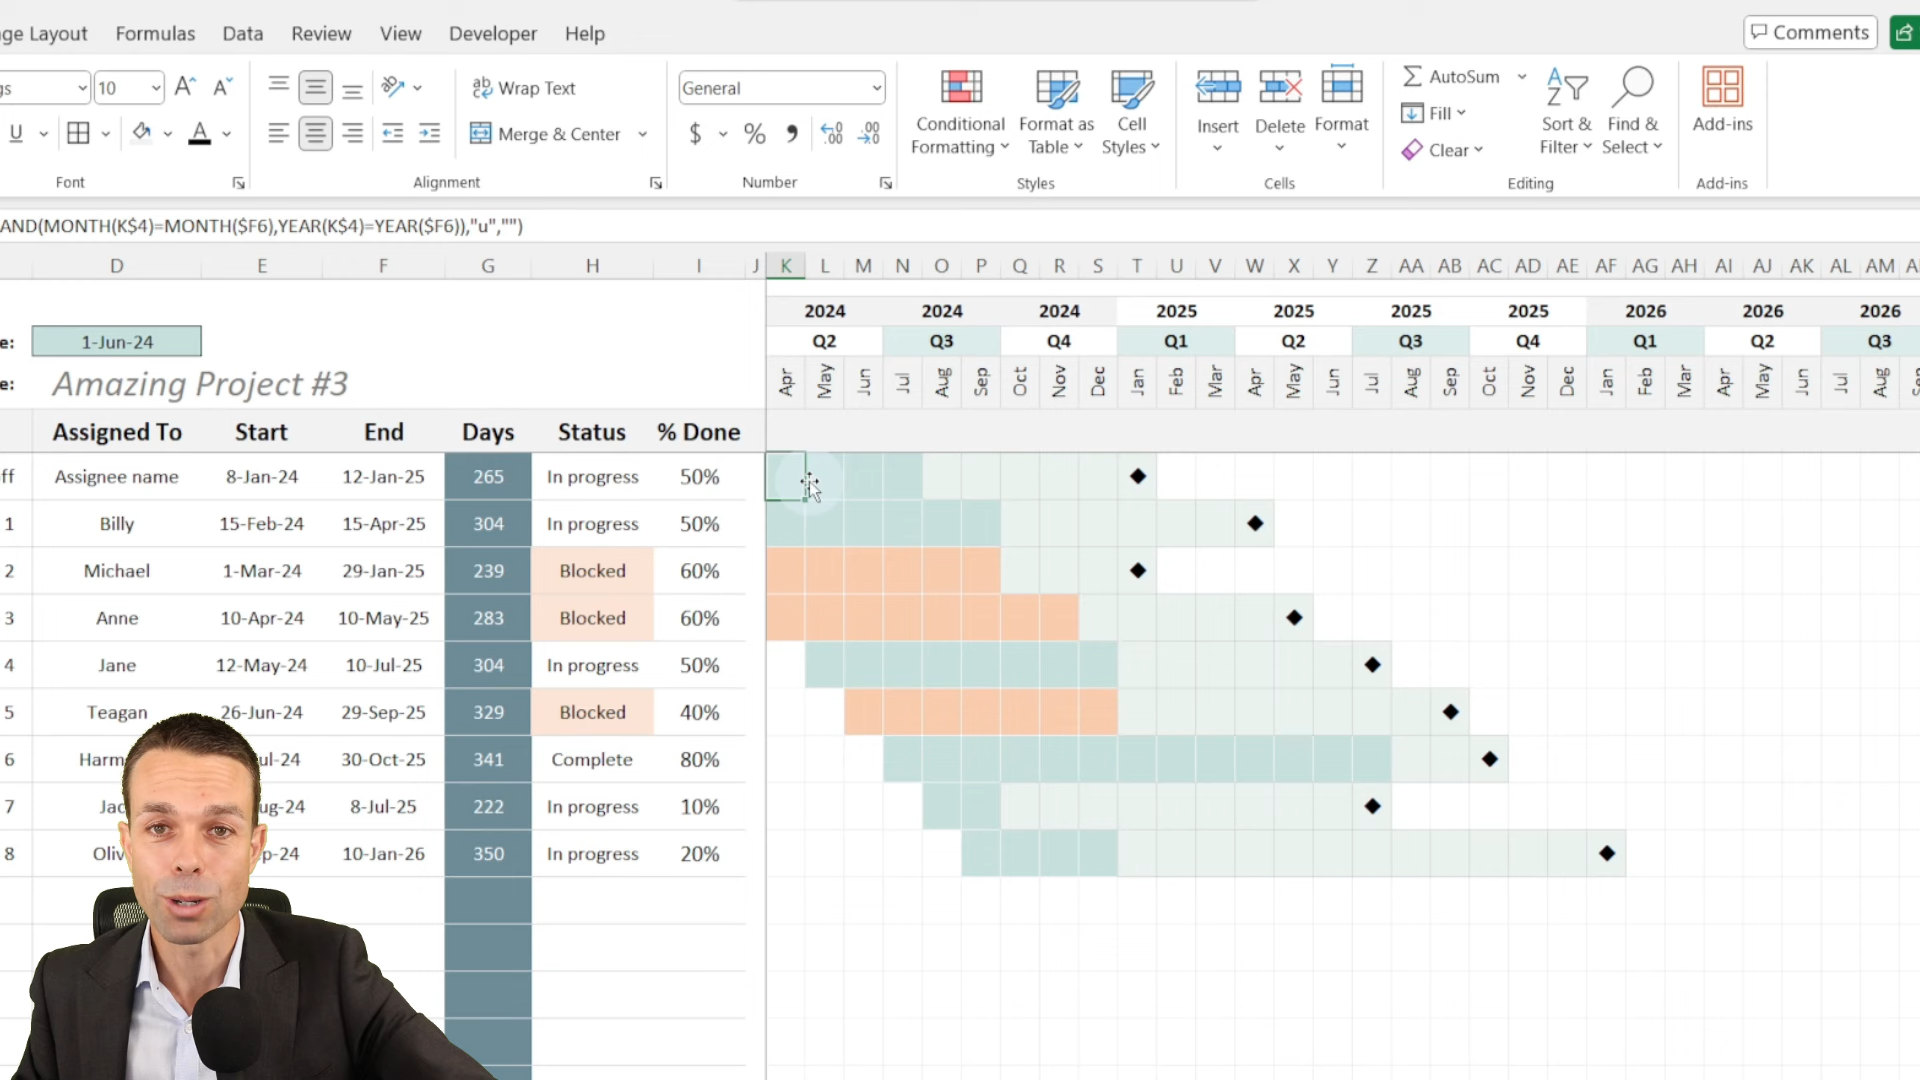 ge Layout Formulas Data Review View Developer Help Comments
gs 10 Wrap Text General Conditional Formatting Format as Table Cell Styles Insert Delete Format AutoSum Fill Clear Sort & Filter Find & Select Add-ins
U A Merge & Center $ % , .00
Font Alignment Number Styles Cells Editing Add-ins
AND(MONTH(K$4)=MONTH($F6),YEAR(K$4)=YEAR($F6)),"u","")
D E F G H I J K L M N O P Q R S T U V W X Y Z AA AB AC AD AE AF AG AH AI AJ AK AL AM
2024 2024 2024 2025 2025 2025 2025 2026 2026 2026
e: 1-Jun-24 Q2 Q3 Q4 Q1 Q2 Q3 Q4 Q1 Q2 Q3
e: Amazing Project #3 Apr May Jun Jul Aug Sep Oct Nov Dec Jan Feb Mar Apr May Jun Jul Aug Sep Oct Nov Dec Jan Feb Mar Apr May Jun Jul Aug
Assigned To Start End Days Status % Done
ff Assignee name 8-Jan-24 12-Jan-25 265 In progress 50%
1 Billy 15-Feb-24 15-Apr-25 304 In progress 50%
2 Michael 1-Mar-24 29-Jan-25 239 Blocked 60%
3 Anne 10-Apr-24 10-May-25 283 Blocked 60%
4 Jane 12-May-24 10-Jul-25 304 In progress 50%
5 Teagan 26-Jun-24 29-Sep-25 329 Blocked 40%
6 Harm ul-24 30-Oct-25 341 Complete 80%
7 Jac ug-24 8-Jul-25 222 In progress 10%
8 Oliv p-24 10-Jan-26 350 In progress 20%